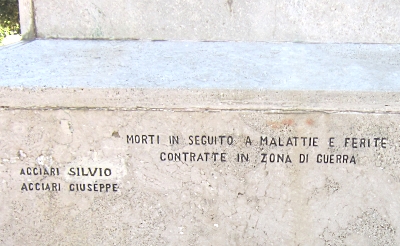 MORTI IN SEGUITO A MALATTIE E FERITE
CONTRATTE IN ZONA DI GUERRA
ACCIARI SILVIO
ACCIARI GIUSEPPE